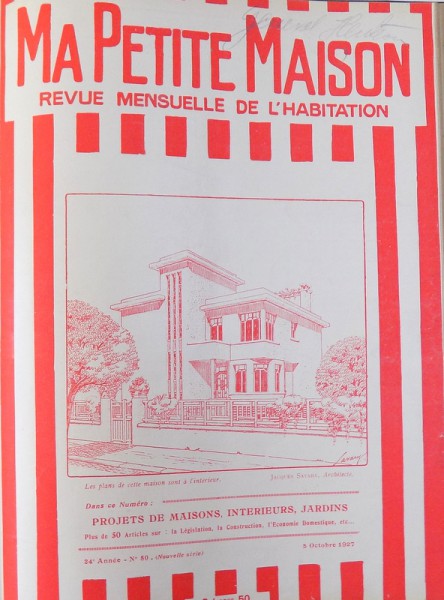 MA PETITE MAISON
REVUE MENSUELLE DE L'HABITATION
Les plans de cette maison sont à l'intérieur.
Jacques Architecte.
Dans ce Numéro :
PROJETS DE MAISONS, INTERIEURS, JARDINS
Plus de 30 Articles sur : la Législation, la Construction, l'Economie Domestique, etc...
24e Année - N° 80. (Nouvelle série)
5 Octobre 1927
50